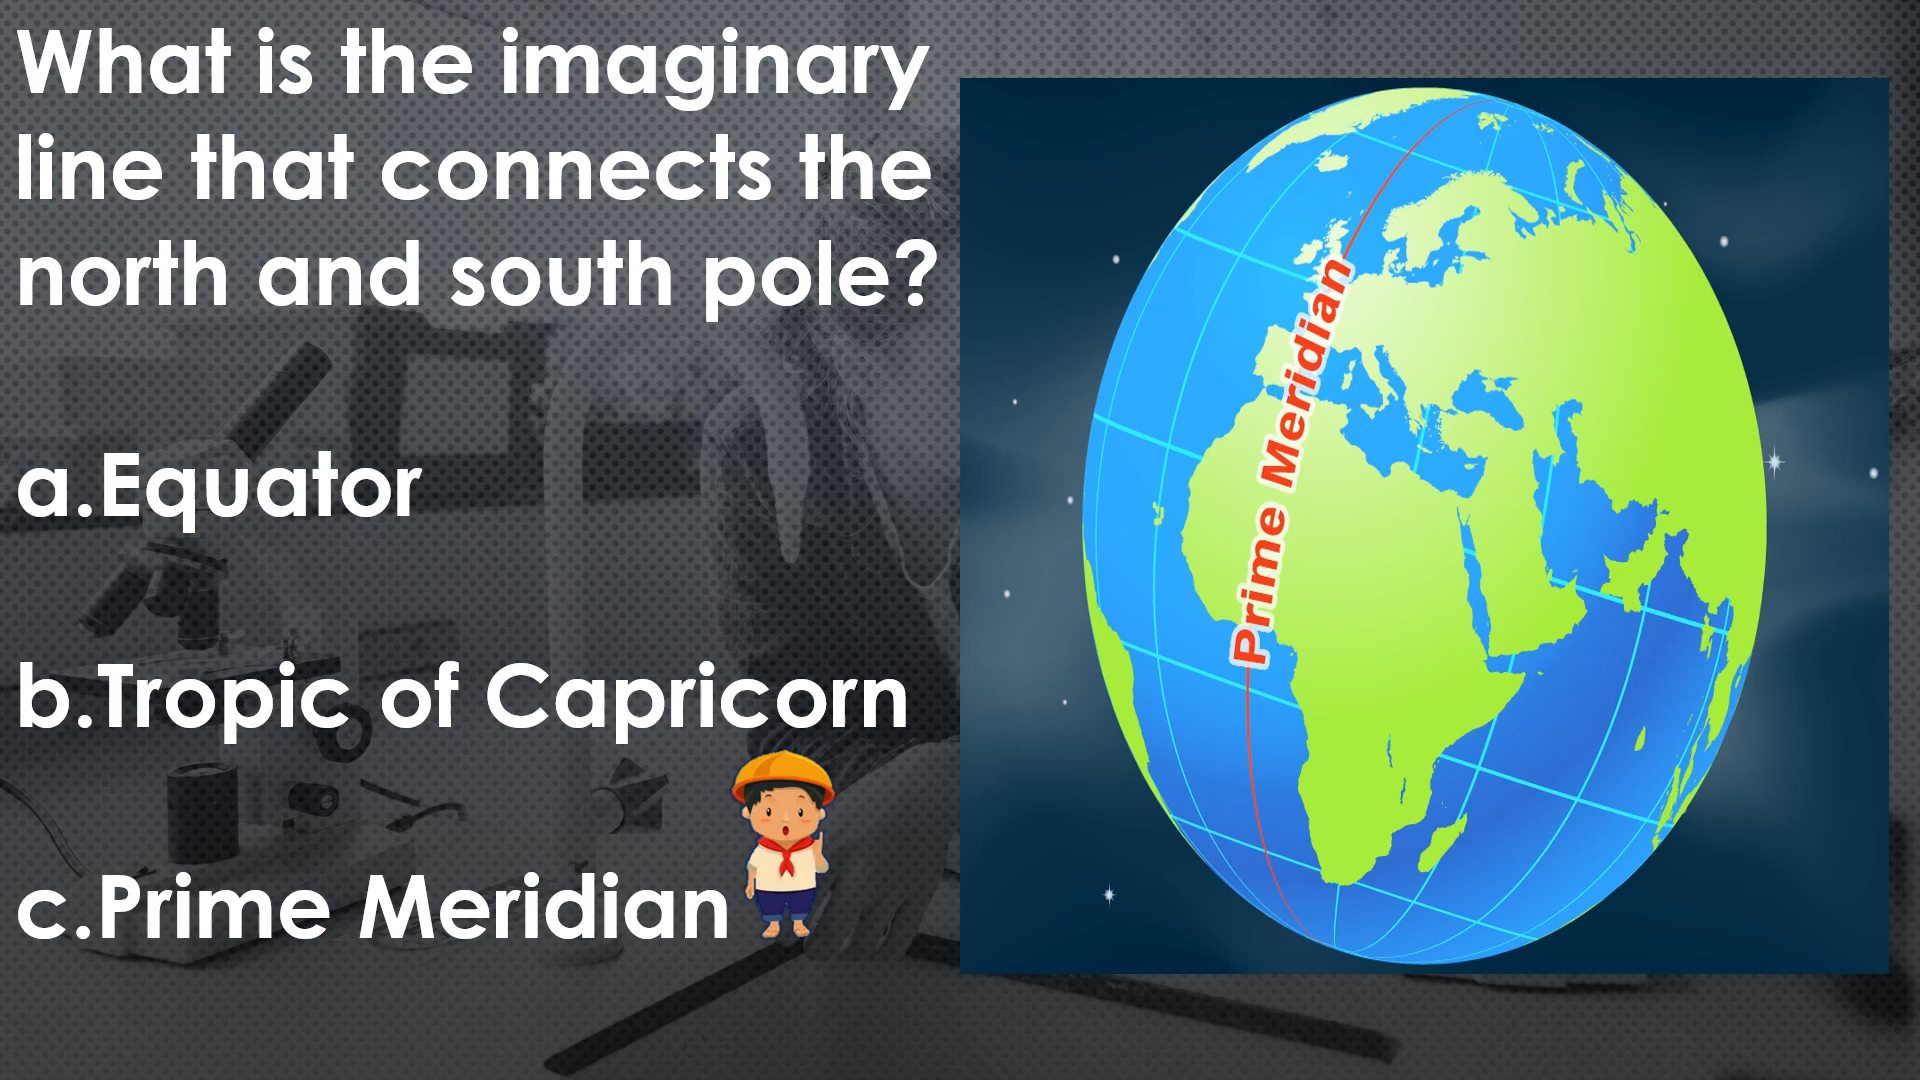 What is the imaginary
line that connects the
north and south pole?
a.Equator
b.Tropic of Capricorn
c.Prime Meridian
Prime Meridian